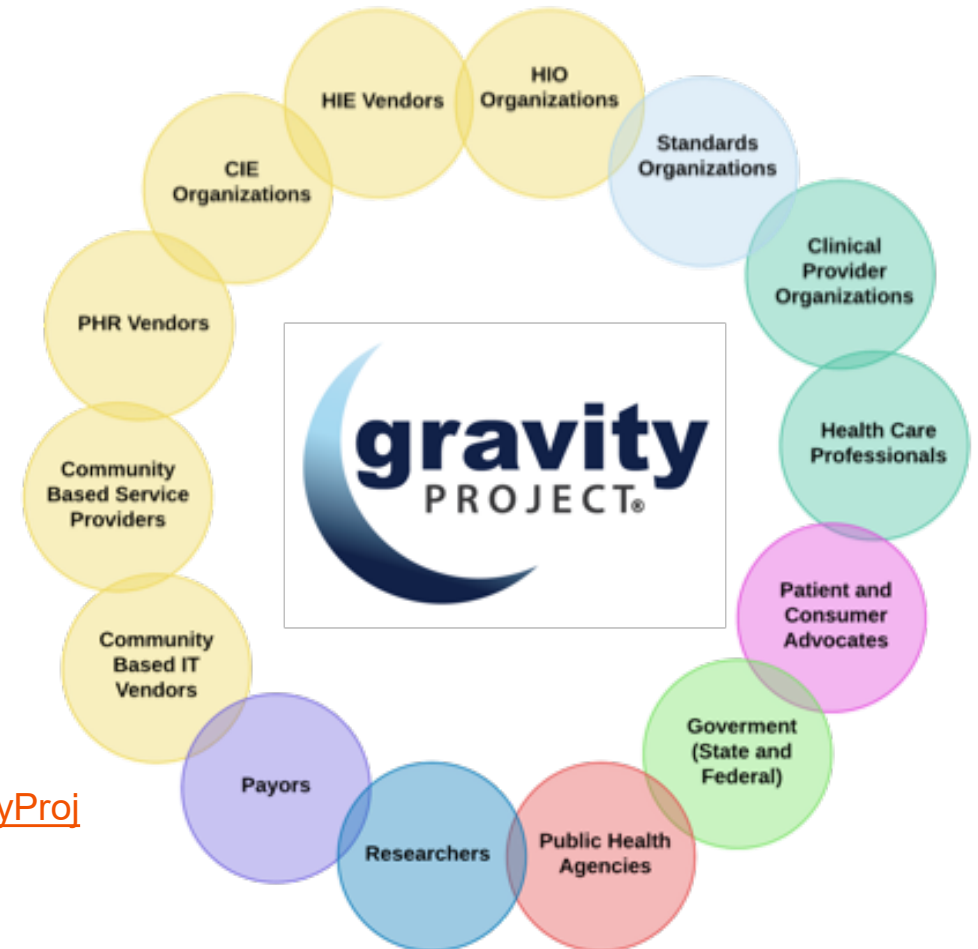 HIE Vendors
HIO
Organizations
Standards
Organizations
Clinical
Provider
Organizations
Health Care
Professionals
Patient and
Consumer
Advocates
Goverment
(State and
Federal)
Public Health
Agencies
Researchers
Payors
Community
Based IT
Vendors
Community
Based Service
Providers
PHR Vendors
CIE
Organizations
gravity
PROJECT®
yProj